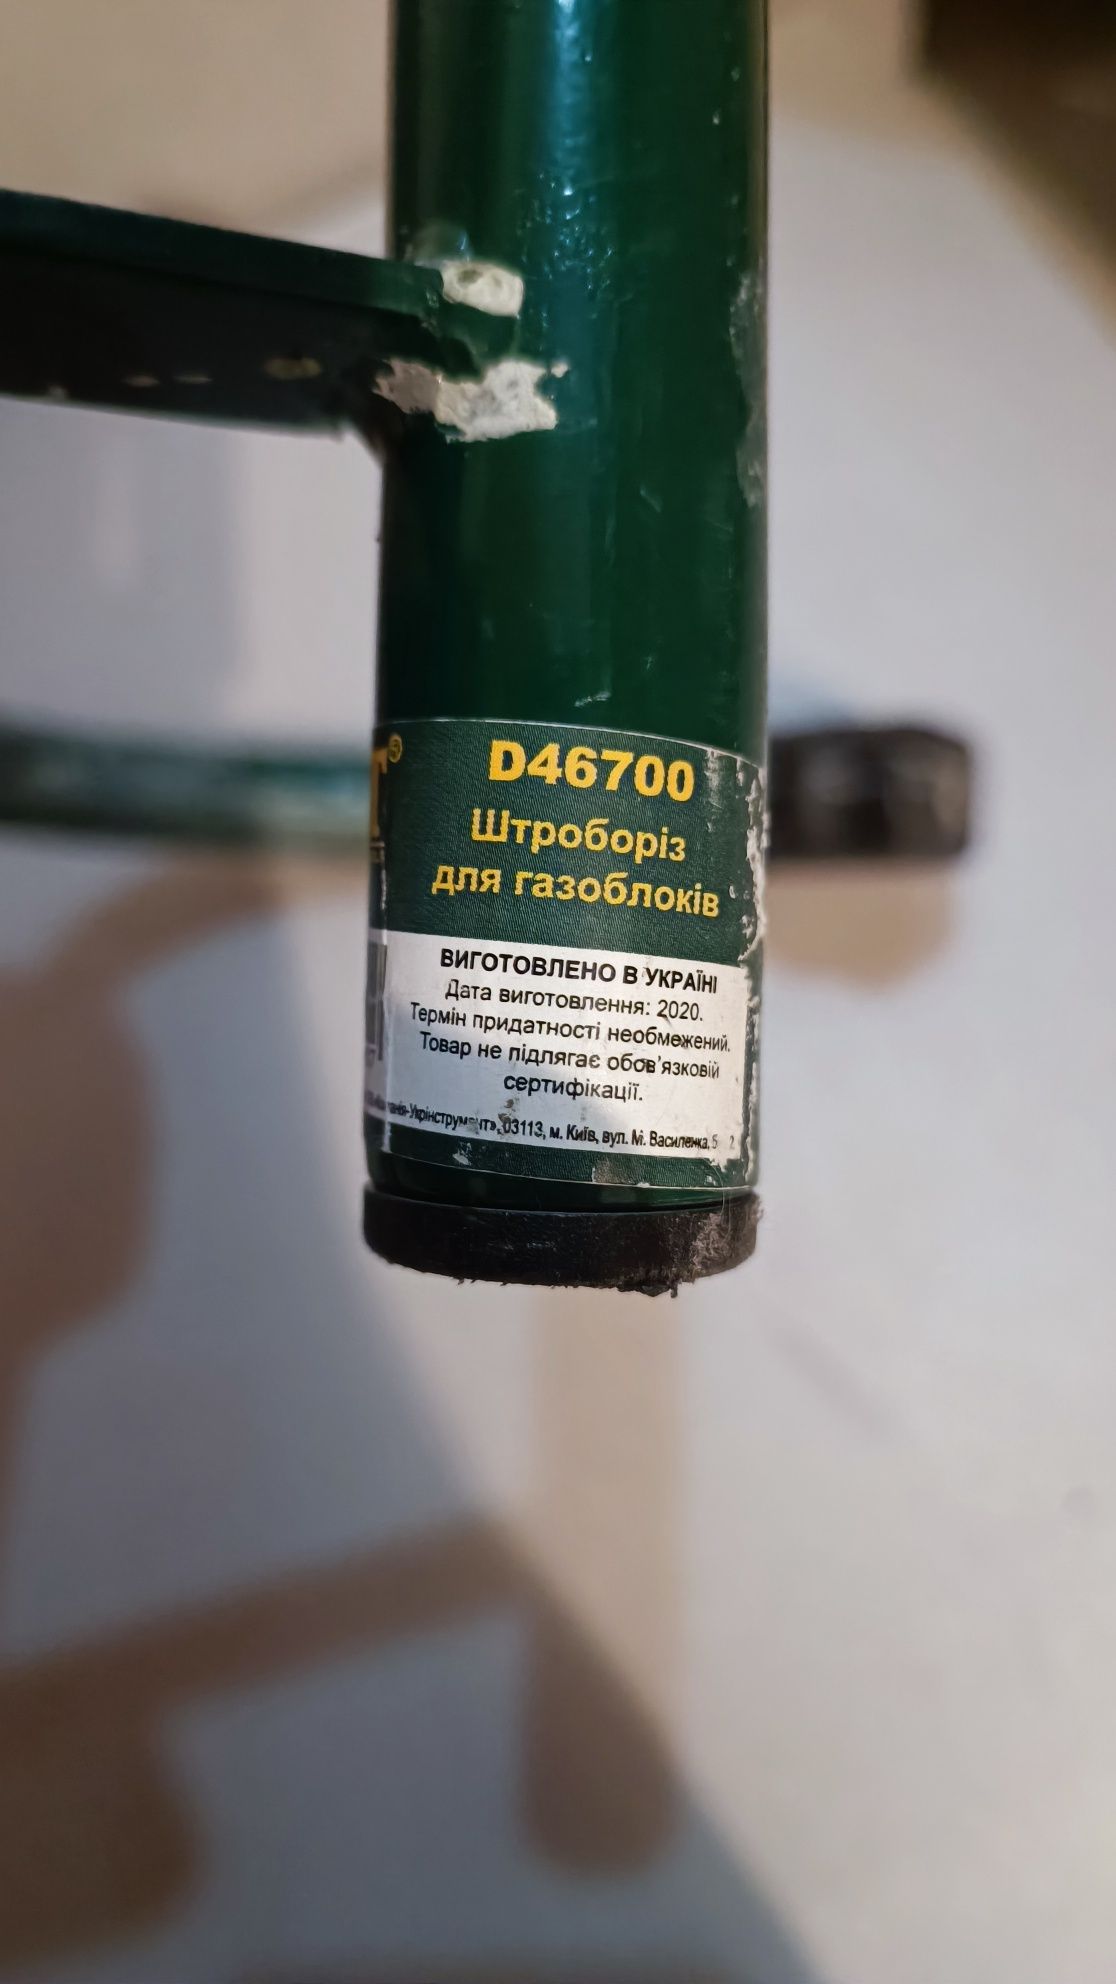 Т®
D46700
Штроборіз
для газоблоків
ВИГОТОВЛЕНО В УКРАЇНІ
Дата виготовлення: 2020.
Термін придатності необмежений.
Товар не підлягає обов'язковій
сертифікації.
Укрінструмент», 03113, м. Київ, вул. М. Василенка,